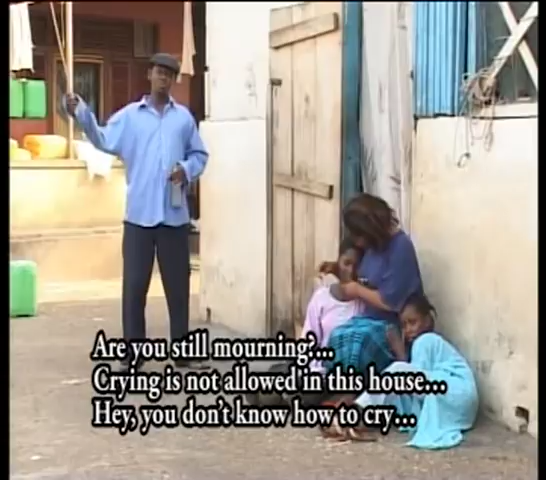 Are you still mourning?...
Crying is not allowed in this house...
Hey, you don't know how to cry...